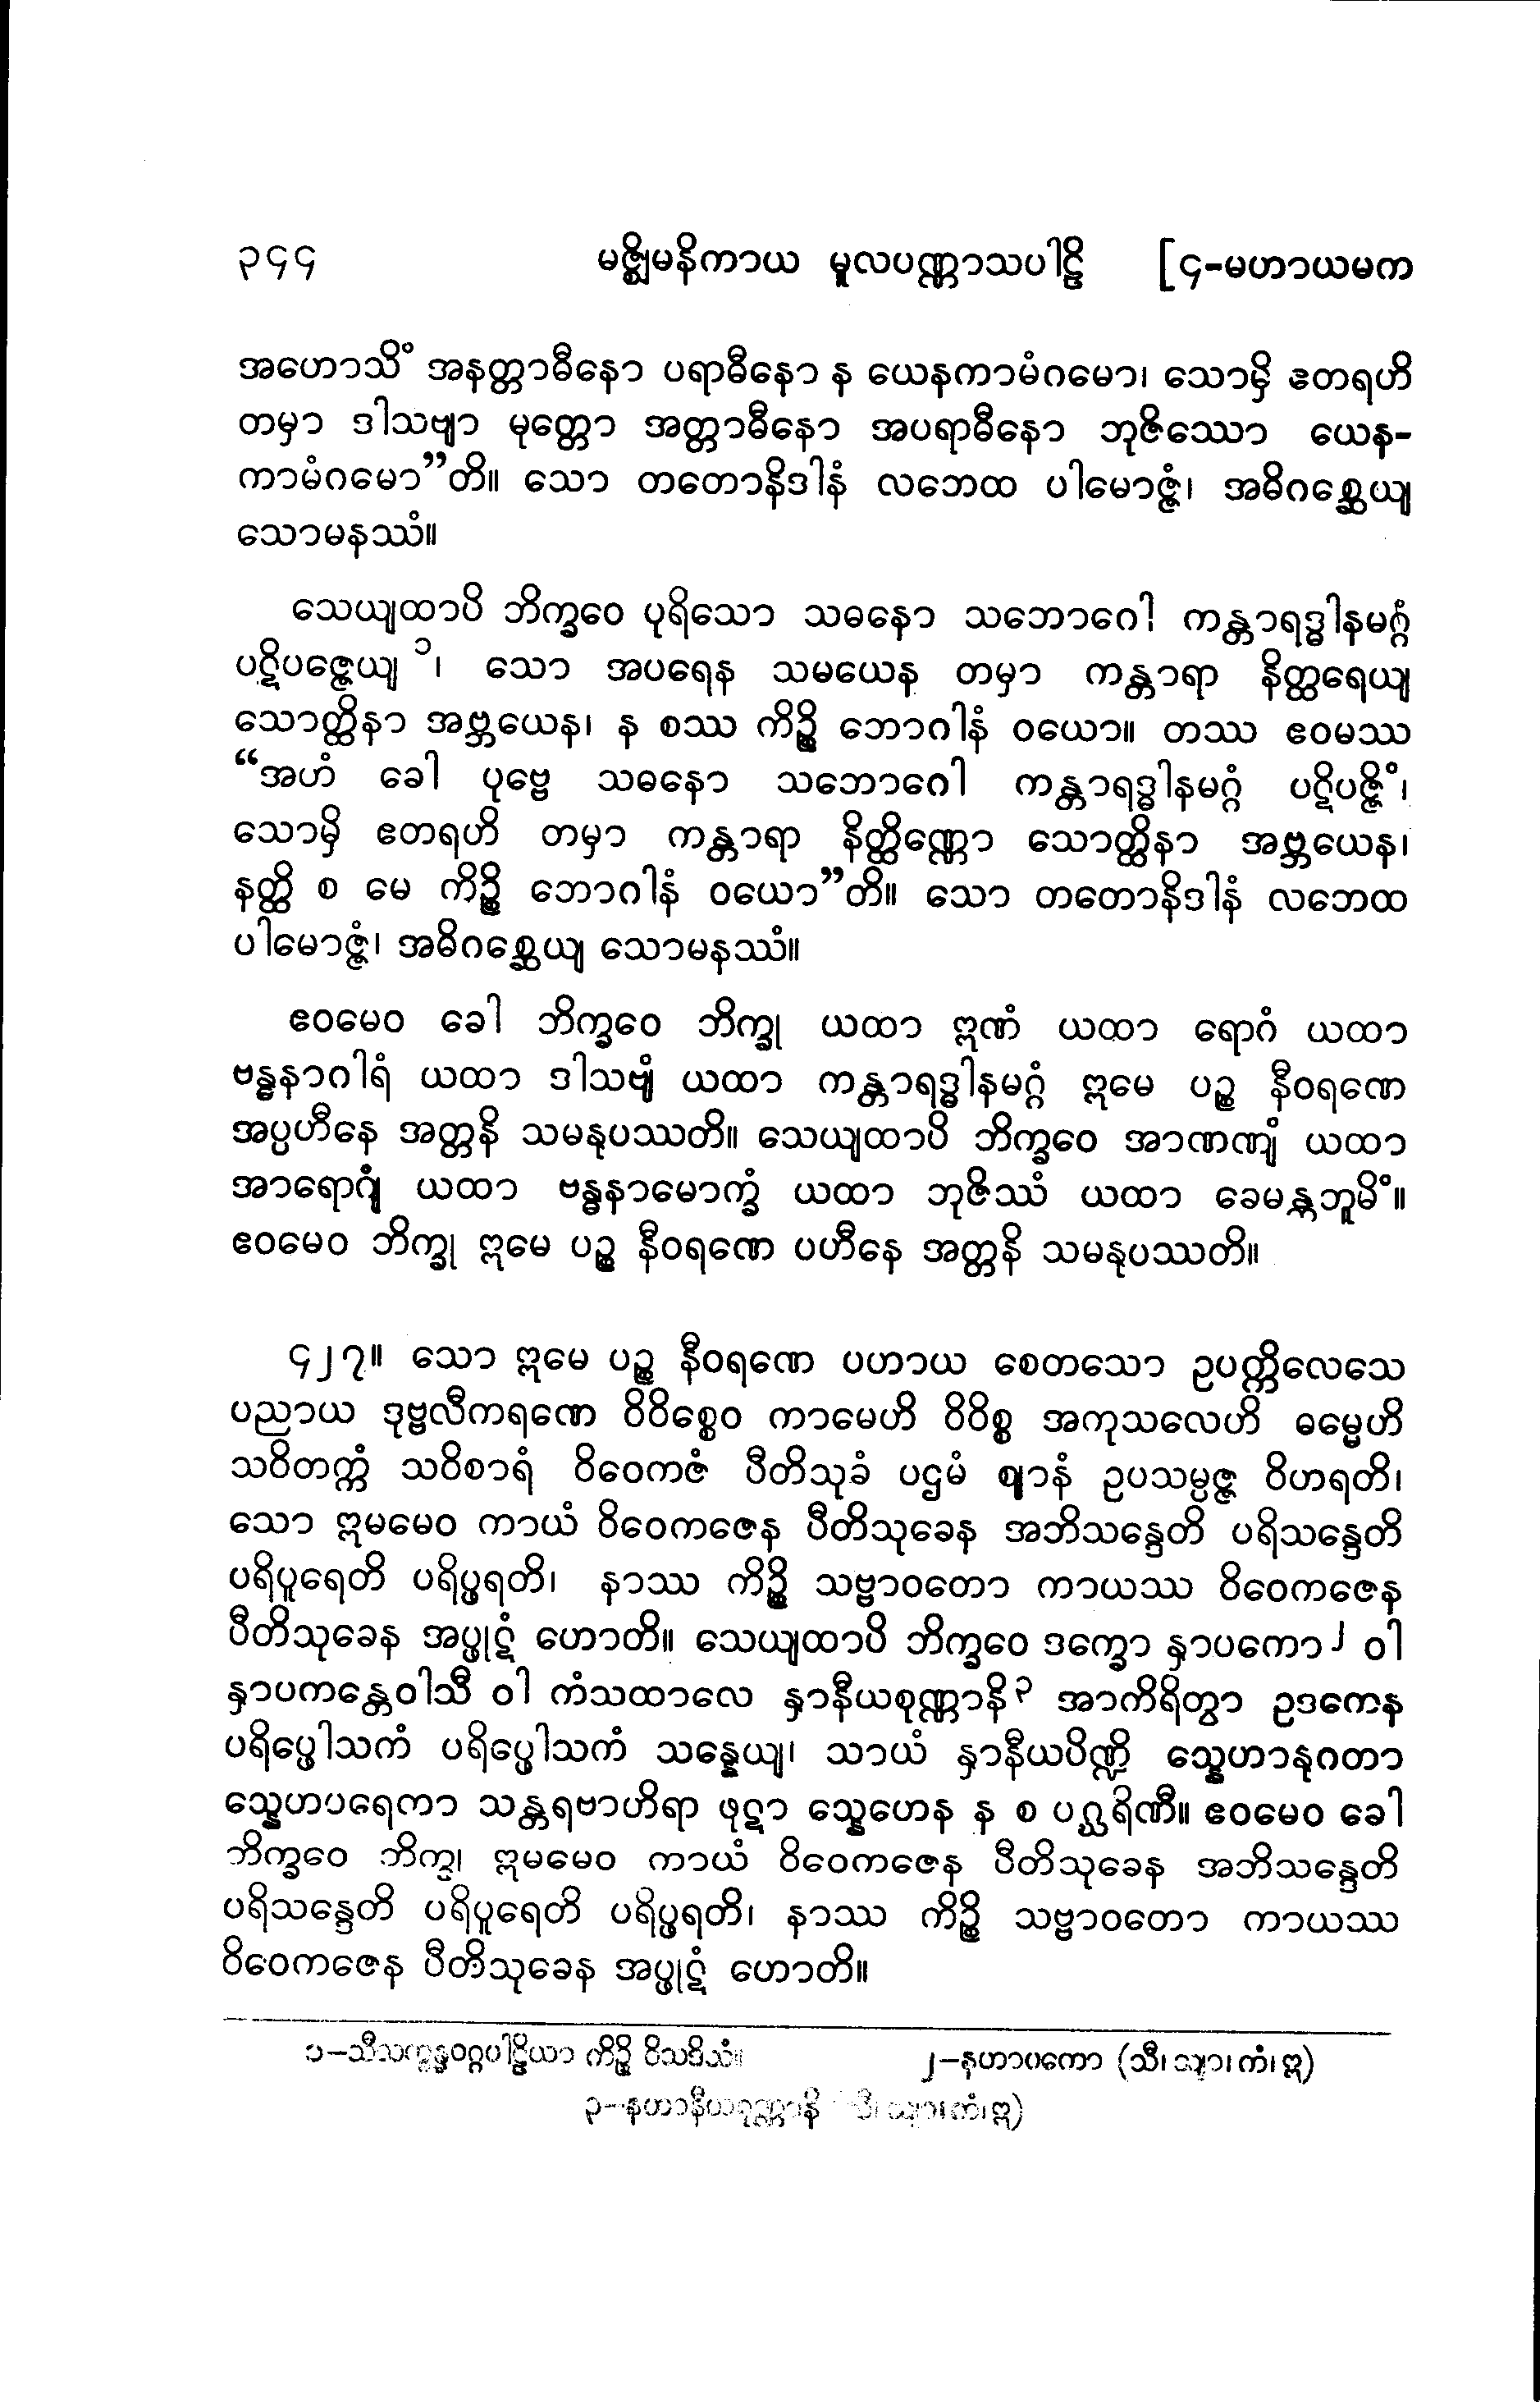 ၃၄၄ မဇ္ဈိမနိကာယ မူလပဏ္ဏာသပါဠိ [၄-မဟာယမက
အဟောသိံ အနတ္တာဓီနော ပရာဓီနော န ယေနကာမံဂမော၊ သောမှိ ဧတရဟိ
တမှာ ဒါသဗျာ မုတ္တော အတ္တာဓီနော အပရာဓီနော ဘုဇိဿော ယေန-
ကာမံဂမော”တိ။ သော တတောနိဒါနံ လဘေထ ပါမောဇ္ဇံ၊ အဓိဂစ္ဆေယျ
သောမနဿံ။
သေယျထာပိ ဘိက္ခဝေ ပုရိသော သဓနော သဘောဂေါ ကန္တာရဒ္ဓါနမဂ္ဂံ
ပဋိပဇ္ဇေယျ ၁၊ သော အပရေန သမယေန တမှာ ကန္တာရာ နိတ္ထရေယျ
သောတ္ထိနာ အဗ္ဘယေန၊ န စဿ ကိဉ္စိ ဘောဂါနံ ဝယော။ တဿ ဧဝမဿ
“အဟံ ခေါ ပုဗ္ဗေ သဓနော သဘောဂေါ ကန္တာရဒ္ဓါနမဂ္ဂံ ပဋိပဇ္ဇိံ၊
သောမှိ ဧတရဟိ တမှာ ကန္တာရာ နိတ္ထိဏ္ဏော သောတ္ထိနာ အဗ္ဘယေန၊
နတ္ထိ စ မေ ကိဉ္စိ ဘောဂါနံ ဝယော”တိ။ သော တတောနိဒါနံ လဘေထ
ပါမောဇ္ဇံ၊ အဓိဂစ္ဆေယျ သောမနဿံ။
ဧဝမေဝ ခေါ ဘိက္ခဝေ ဘိက္ခု ယထာ ဣဏံ ယထာ ရောဂံ ယထာ
ဗန္ဓနာဂါရံ ယထာ ဒါသဗျံ ယထာ ကန္တာရဒ္ဓါနမဂ္ဂံ ဣမေ ပဉ္စ နီဝရဏေ
အပ္ပဟီနေ အတ္တနိ သမနုပဿတိ။ သေယျထာပိ ဘိက္ခဝေ အာဏဏျံ ယထာ
အာရောဂျံ ယထာ ဗန္ဓနာမောက္ခံ ယထာ ဘုဇိဿံ ယထာ ခေမန္တဘူမိံ။
ဧဝမေဝ ဘိက္ခု ဣမေ ပဉ္စ နီဝရဏေ ပဟီနေ အတ္တနိ သမနုပဿတိ။
၄၂၇။ သော ဣမေ ပဉ္စ နီဝရဏေ ပဟာယ စေတသော ဥပက္ကိလေသေ
ပညာယ ဒုဗ္ဗလီကရဏေ ဝိဝိစ္စေဝ ကာမေဟိ ဝိဝိစ္စ အကုသလေဟိ ဓမ္မေဟိ
သဝိတက္ကံ သဝိစာရံ ဝိဝေကဇံ ပီတိသုခံ ပဌမံ ဈာနံ ဥပသမ္ပဇ္ဇ ဝိဟရတိ၊
သော ဣမမေဝ ကာယံ ဝိဝေကဇေန ပီတိသုခေန အဘိသန္ဒေတိ ပရိသန္ဒေတိ
ပရိပူရေတိ ပရိပ္ဖရတိ၊ နာဿ ကိဉ္စိ သဗ္ဗာဝတော ကာယဿ ဝိဝေကဇေန
ပီတိသုခေန အပ္ဖုဋံ ဟောတိ။ သေယျထာပိ ဘိက္ခဝေ ဒက္ခော နှာပကော၂ ဝါ
နှာပကန္တေဝါသီ ဝါ ကံသထာလေ နှာနီယစုဏ္ဏာနိ၃ အာကိရိတွာ ဥဒကေန
ပရိပ္ဖေါသကံ ပရိပ္ဖေါသကံ သန္နေယျ၊ သာယံ နှာနီယပိဏ္ဍိ သ္နေဟာနုဂတာ
သ္နေဟပရေကာ သန္တရဗာဟိရာ ဖုဋာ သ္နေဟေန န စ ပဂ္ဃရိဏီ။ ဧဝမေဝ ခေါ
ဘိက္ခဝေ ဘိက္ခု ဣမမေဝ ကာယံ ဝိဝေကဇေန ပီတိသုခေန အဘိသန္ဒေတိ
ပရိသန္ဒေတိ ပရိပူရေတိ ပရိပ္ဖရတိ၊ နာဿ ကိဉ္စိ သဗ္ဗာဝတော ကာယဿ
ဝိဝေကဇေန ပီတိသုခေန အပ္ဖုဋံ ဟောတိ။
၁–သီလက္ခန္ဓဝဂ္ဂပါဠိယာ ကိဉ္စိ ဝိသဒိသံ။ ၂–နဟာပကော (သီ၊ သျာ၊ ကံ၊ ဣ)
၃–နဟာနီယစုဏ္ဏာနိ (သီ၊ သျာ၊ ကံ၊ ဣ)